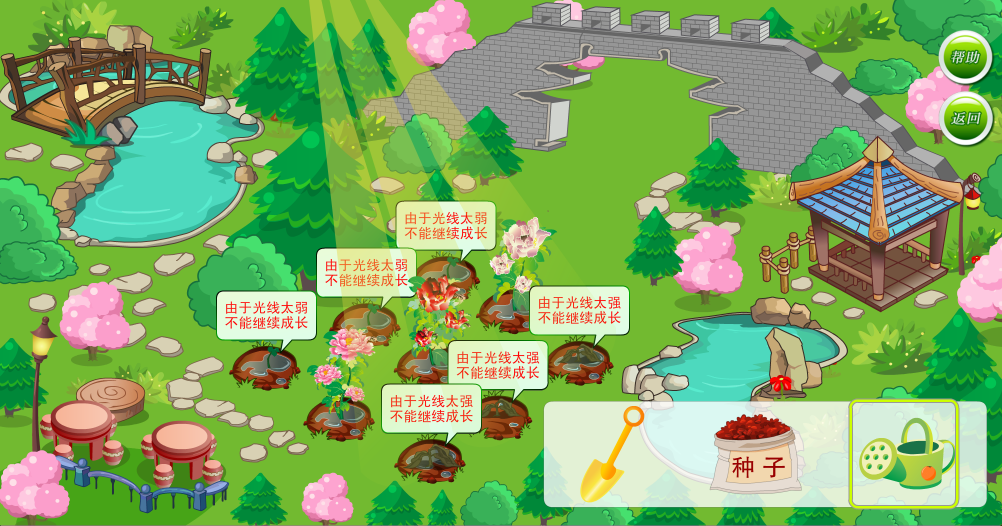 帮助
返回
由于光线太弱
不能继续成长
由于光线太弱
不能继续成长
由于光线太弱
不能继续成长
由于光线太强
不能继续成长
由于光线太强
不能继续成长
由于光线太强
不能继续成长
种子